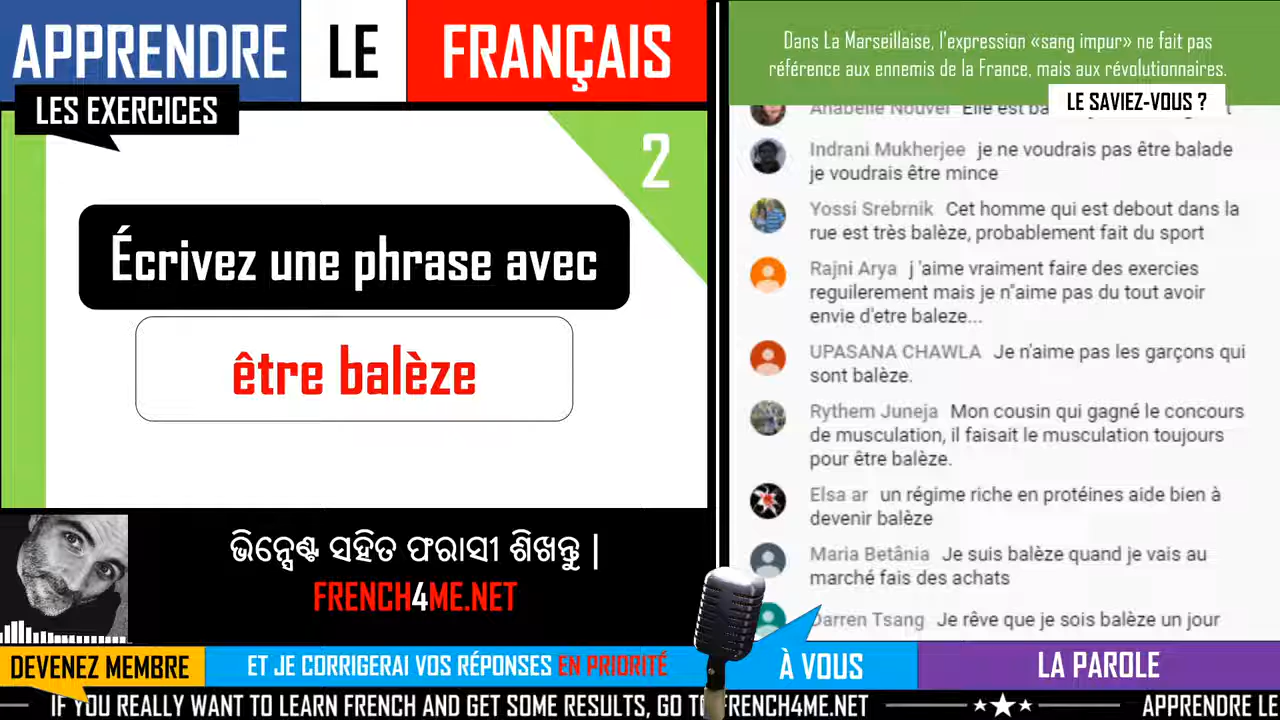 APPRENDRE LE FRANÇAIS
LES EXERCICES
2
Écrivez une phrase avec
être balèze
ଭିନ୍ସେଣ୍ଟ ସହିତ ଫରାସୀ ଶିଖନ୍ତୁ |
FRENCH4ME.NET
Dans La Marseillaise, l'expression «sang impur» ne fait pas
référence aux ennemis de la France, mais aux révolutionnaires.
LE SAVIEZ-VOUS ?
Anabelle Nouvel Elle est
Indrani Mukherjee je ne voudrais pas être balade
je voudrais être mince
Yossi Srebrnik Cet homme qui est debout dans la
rue est très balèze, probablement fait du sport
Rajni Arya j 'aime vraiment faire des exercies
reguilerement mais je n"aime pas du tout avoir
envie d'etre baleze...
UPASANA CHAWLA Je n'aime pas les garçons qui
sont balèze.
Rythem Juneja Mon cousin qui gagné le concours
de musculation, il faisait le musculation toujours
pour être balèze.
Elsa ar un régime riche en protéines aide bien à
devenir balèze
Maria Betânia Je suis balèze quand je vais au
marché fais des achats
Darren Tsang Je rêve que je sois balèze un jour
DEVENEZ MEMBRE ET JE CORRIGERAI VOS RÉPONSES EN PRIORITÉ À VOUS LA PAROLE
IF YOU REALLY WANT TO LEARN FRENCH AND GET SOME RESULTS, GO TO FRENCH4ME.NET APPRENDRE LE